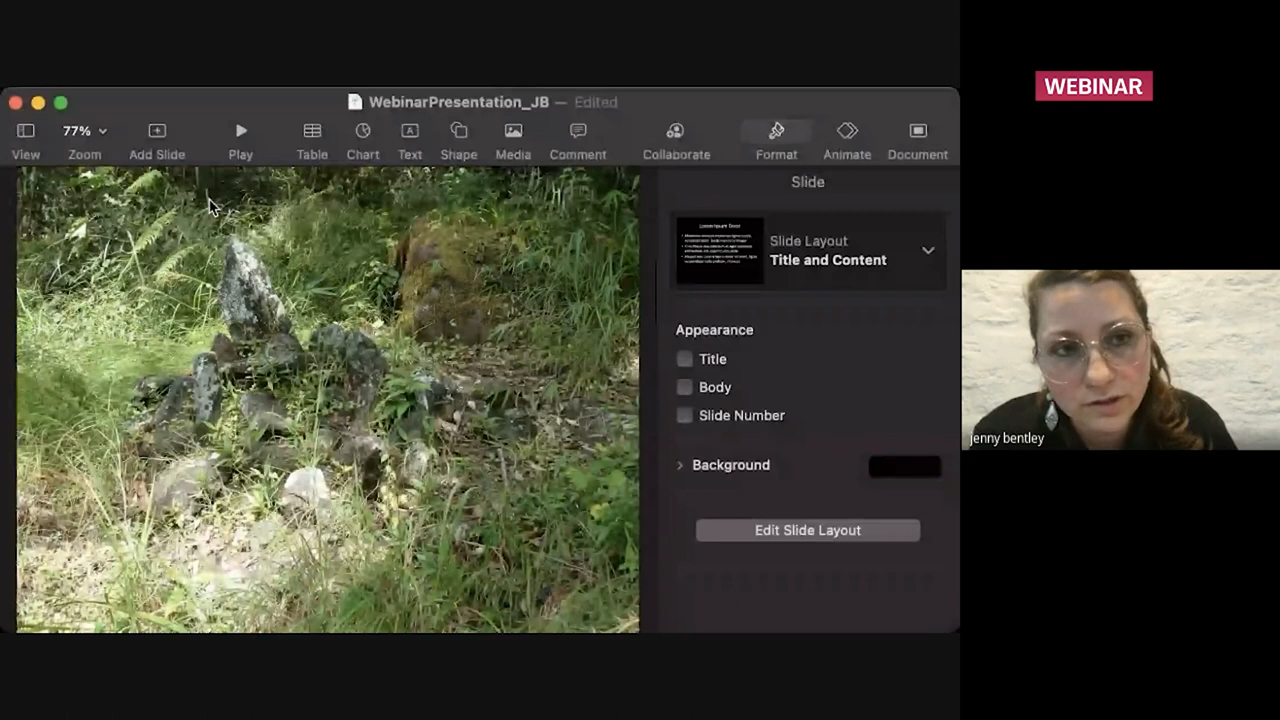 WebinarPresentation_JB — Edited
77%
View
Zoom
Add Slide
Play
Table
Chart
Text
Shape
Media
Comment
Collaborate
Format
Animate
Document
Slide
Slide Layout
Title and Content
Appearance
Title
Body
Slide Number
Background
Edit Slide Layout
WEBINAR
jenny bentley